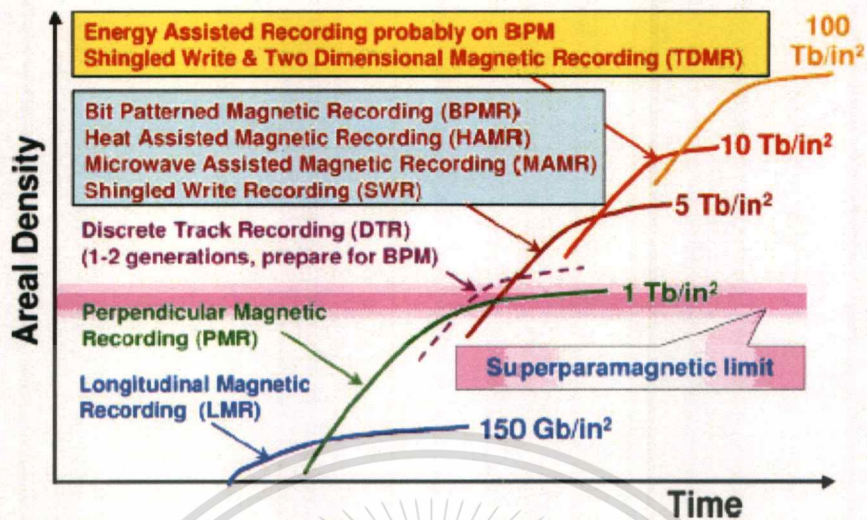 Energy Assisted Recording probably on BPM
Shingled Write & Two Dimensional Magnetic Recording (TDMR)
100
Tb/in²
Bit Patterned Magnetic Recording (BPMR)
Heat Assisted Magnetic Recording (HAMR)
Microwave Assisted Magnetic Recording (MAMR)
Shingled Write Recording (SWR)
10 Tb/in²
5 Tb/in²
Discrete Track Recording (DTR)
(1-2 generations, prepare for BPM)
1 Tb/in²
Perpendicular Magnetic
Recording (PMR)
Superparamagnetic limit
Longitudinal Magnetic
Recording (LMR)
150 Gb/in²
Areal Density
Time